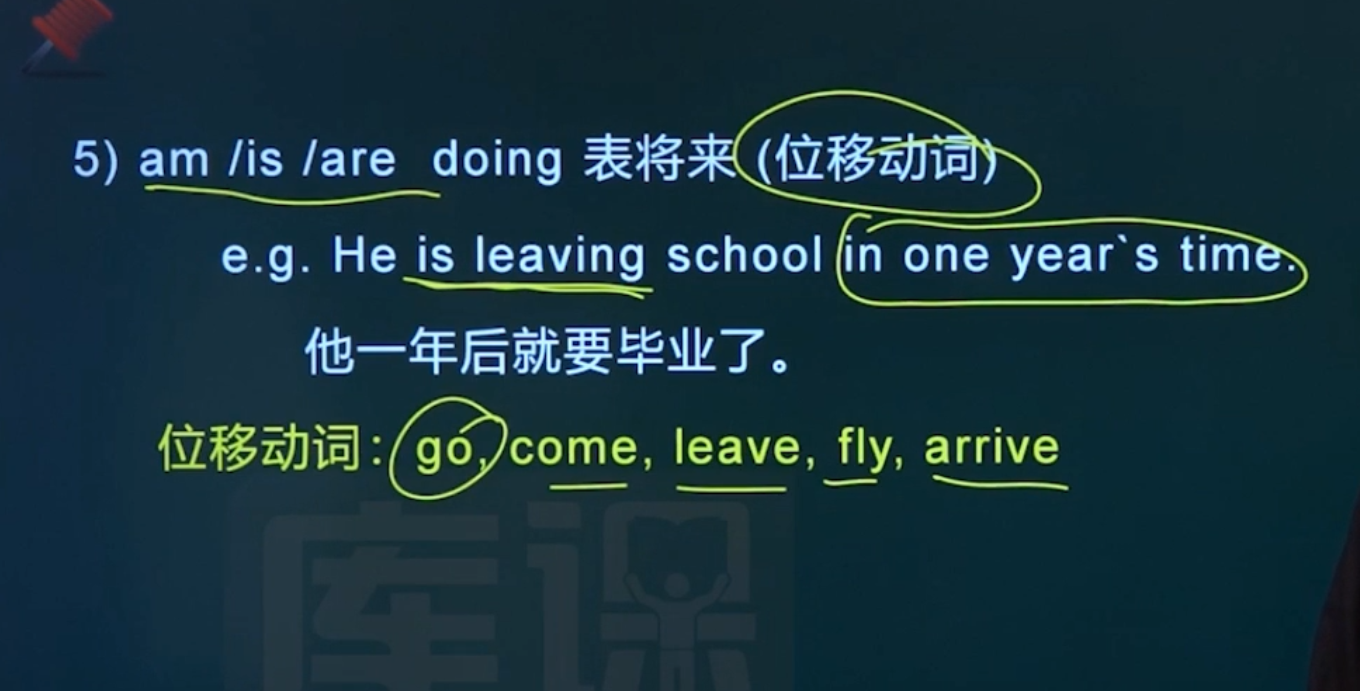 5) am /is /are doing 表将来 (位移动词)
e.g. He is leaving school in one year`s time.
他一年后就要毕业了。
位移动词：go, come, leave, fly, arrive
库课